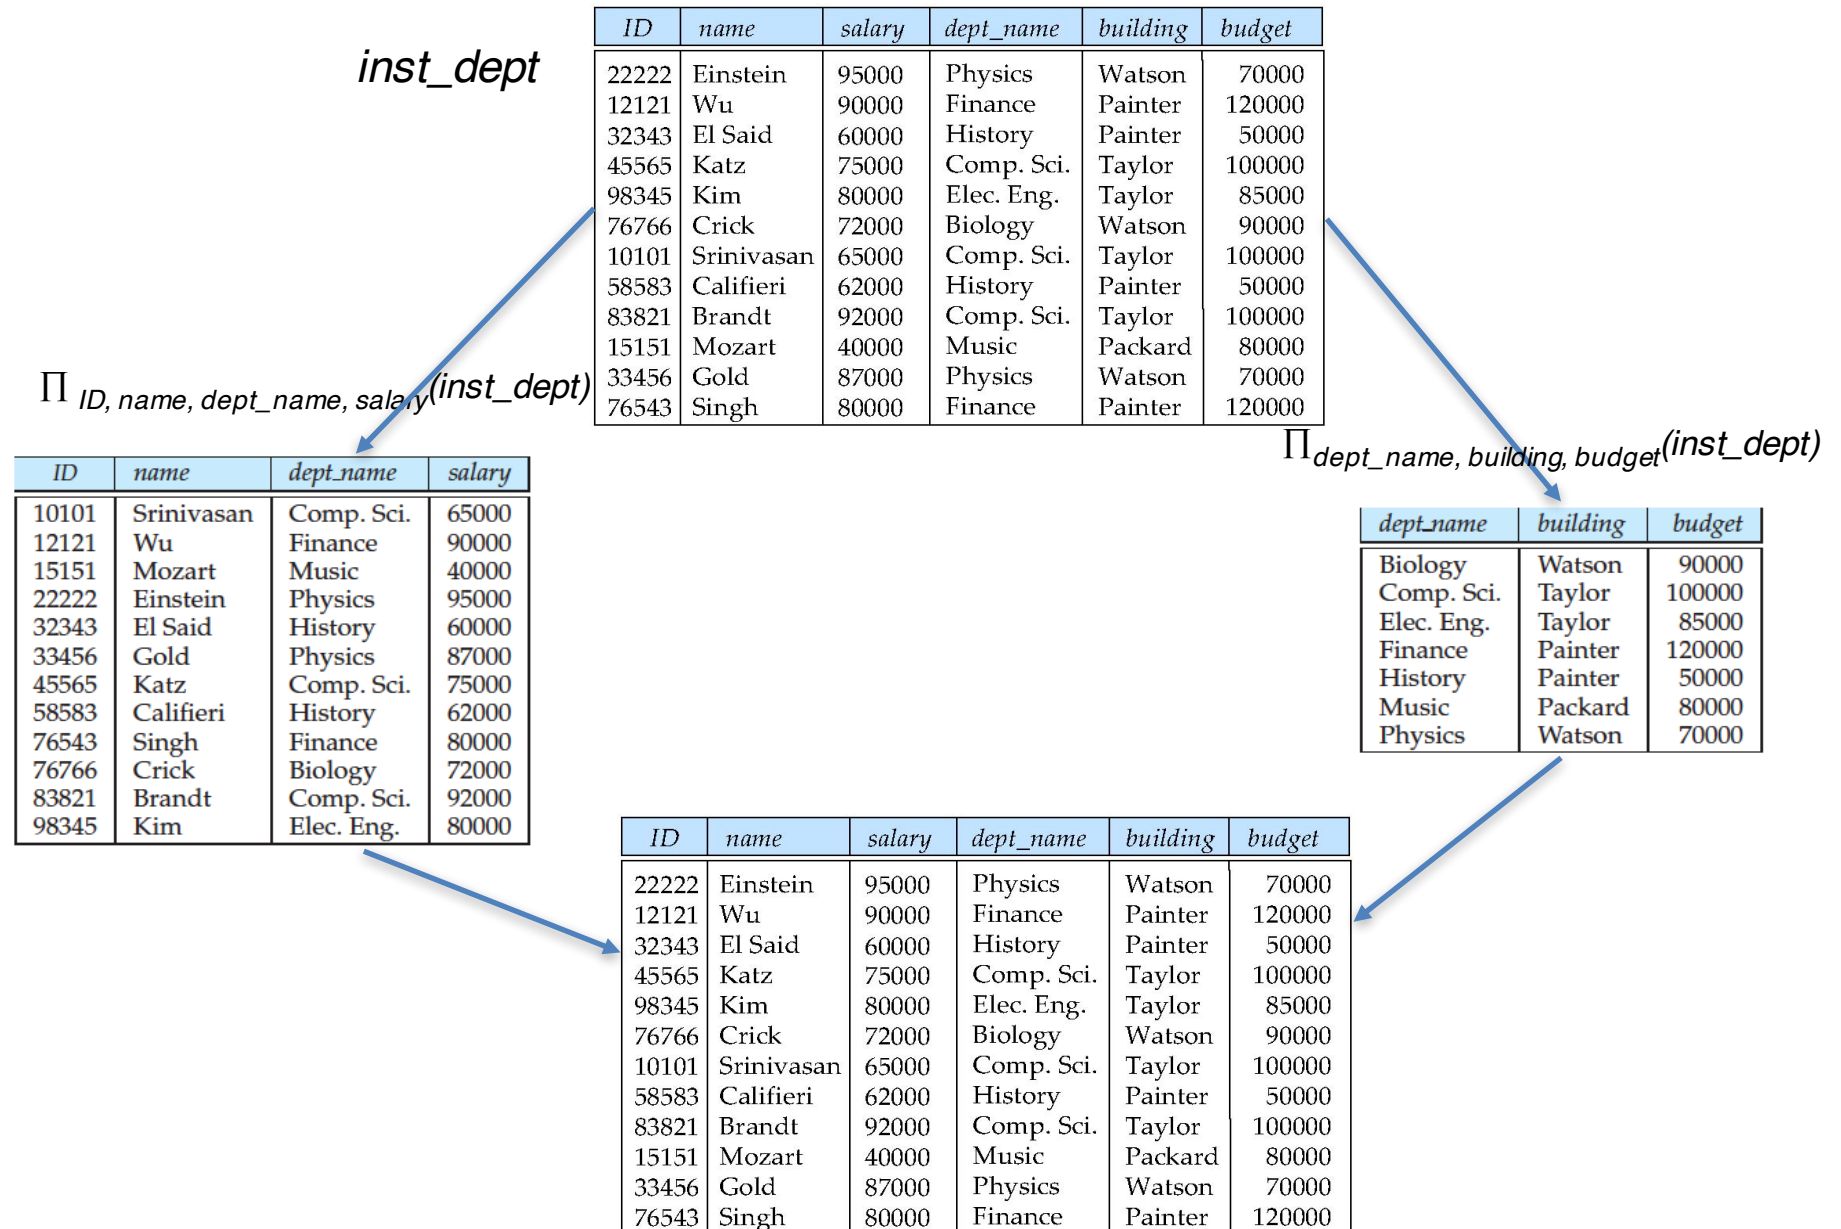 inst_dept
ID name salary dept_name building budget
22222 Einstein 95000 Physics Watson 70000
12121 Wu 90000 Finance Painter 120000
32343 El Said 60000 History Painter 50000
45565 Katz 75000 Comp. Sci. Taylor 100000
98345 Kim 80000 Elec. Eng. Taylor 85000
76766 Crick 72000 Biology Watson 90000
10101 Srinivasan 65000 Comp. Sci. Taylor 100000
58583 Califieri 62000 History Painter 50000
83821 Brandt 92000 Comp. Sci. Taylor 100000
15151 Mozart 40000 Music Packard 80000
33456 Gold 87000 Physics Watson 70000
76543 Singh 80000 Finance Painter 120000
Π ID, name, dept_name, salary(inst_dept)
ID name dept_name salary
10101 Srinivasan Comp. Sci. 65000
12121 Wu Finance 90000
15151 Mozart Music 40000
22222 Einstein Physics 95000
32343 El Said History 60000
33456 Gold Physics 87000
45565 Katz Comp. Sci. 75000
58583 Califieri History 62000
76543 Singh Finance 80000
76766 Crick Biology 72000
83821 Brandt Comp. Sci. 92000
98345 Kim Elec. Eng. 80000
Πdept_name, building, budget(inst_dept)
dept_name building budget
Biology Watson 90000
Comp. Sci. Taylor 100000
Elec. Eng. Taylor 85000
Finance Painter 120000
History Painter 50000
Music Packard 80000
Physics Watson 70000
ID name salary dept_name building budget
22222 Einstein 95000 Physics Watson 70000
12121 Wu 90000 Finance Painter 120000
32343 El Said 60000 History Painter 50000
45565 Katz 75000 Comp. Sci. Taylor 100000
98345 Kim 80000 Elec. Eng. Taylor 85000
76766 Crick 72000 Biology Watson 90000
10101 Srinivasan 65000 Comp. Sci. Taylor 100000
58583 Califieri 62000 History Painter 50000
83821 Brandt 92000 Comp. Sci. Taylor 100000
15151 Mozart 40000 Music Packard 80000
33456 Gold 87000 Physics Watson 70000
76543 Singh 80000 Finance Painter 120000